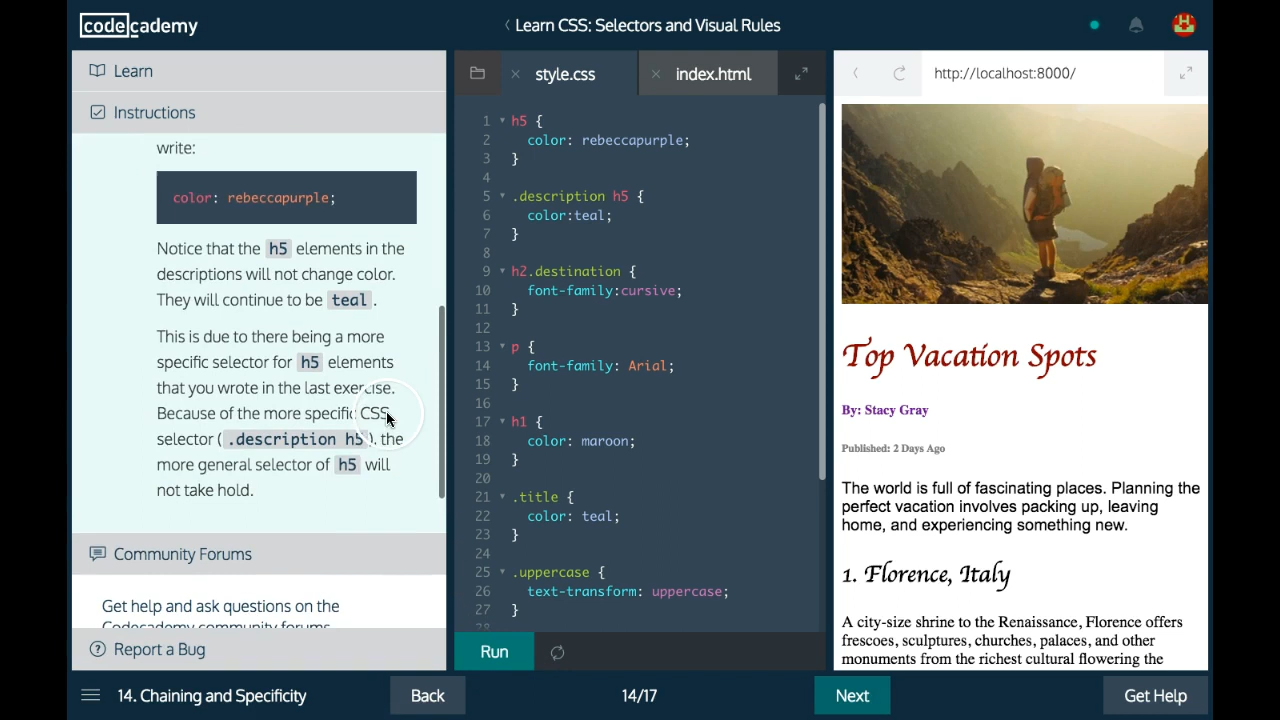 codecademy
Learn CSS: Selectors and Visual Rules
Learn
Instructions
write:
color: rebeccapurple;
Notice that the h5 elements in the
descriptions will not change color.
They will continue to be teal.
This is due to there being a more
specific selector for h5 elements
that you wrote in the last exercise.
Because of the more specific CSS
selector (.description h5), the
more general selector of h5 will
not take hold.
Community Forums
Get help and ask questions on the
Codecademy community forums
Report a Bug
style.css
index.html
1 h5 {
2 color: rebeccapurple;
3 }
4
5 .description h5 {
6 color:teal;
7 }
8
9 h2.destination {
10 font-family:cursive;
11 }
12
13 p {
14 font-family: Arial;
15 }
16
17 h1 {
18 color: maroon;
19 }
20
21 .title {
22 color: teal;
23 }
24
25 .uppercase {
26 text-transform: uppercase;
27 }
28
Run
http://localhost:8000/
Top Vacation Spots
By: Stacy Gray
Published: 2 Days Ago
The world is full of fascinating places. Planning the
perfect vacation involves packing up, leaving
home, and experiencing something new.
1. Florence, Italy
A city-size shrine to the Renaissance, Florence offers
frescoes, sculptures, churches, palaces, and other
monuments from the richest cultural flowering the
14. Chaining and Specificity
Back
14/17
Next
Get Help